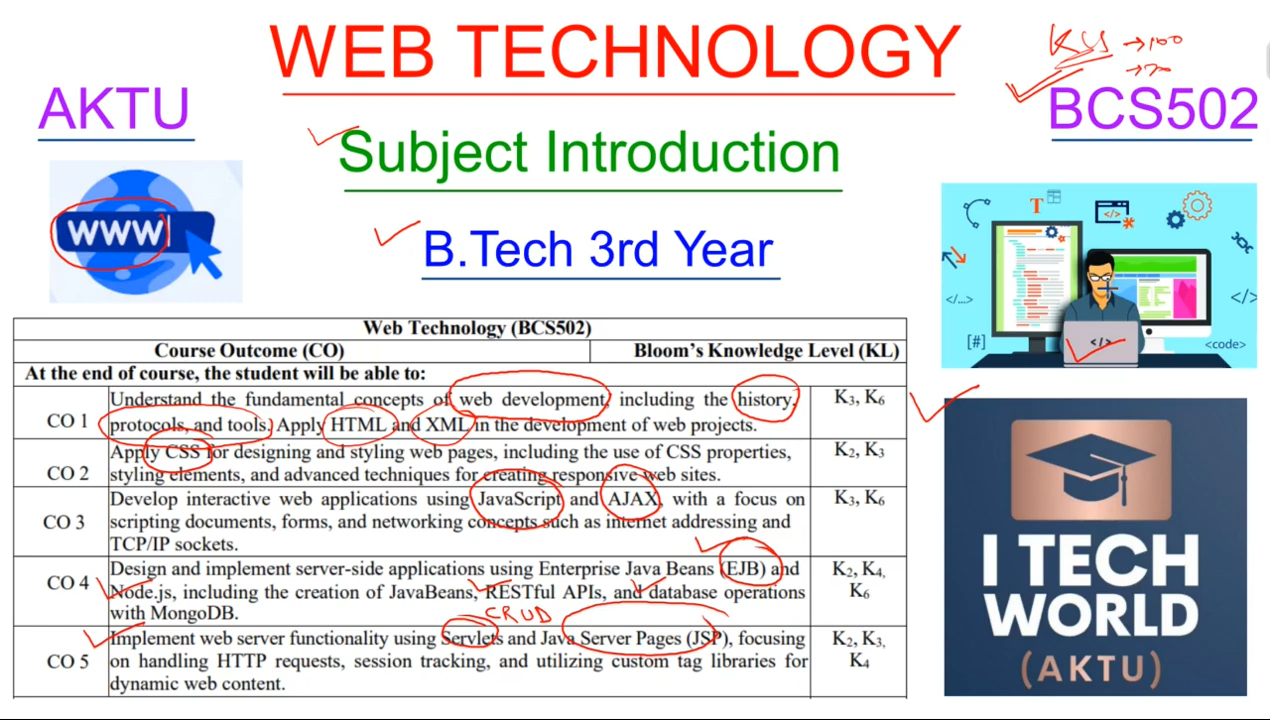 WEB TECHNOLOGY
→100
→70
AKTU
BCS502
Subject Introduction
www
B.Tech 3rd Year
T
</>
</...>
</>
[#]
</>
<code>
Web Technology (BCS502)
Course Outcome (CO)
Bloom's Knowledge Level (KL)
At the end of course, the student will be able to:
CO 1
Understand the fundamental concepts of web development, including the history,
protocols, and tools. Apply HTML and XML in the development of web projects.
K3, K6
CO 2
Apply CSS for designing and styling web pages, including the use of CSS properties,
styling elements, and advanced techniques for creating responsive web sites.
K2, K3
CO 3
Develop interactive web applications using JavaScript and AJAX, with a focus on
scripting documents, forms, and networking concepts such as internet addressing and
TCP/IP sockets.
K3, K6
CO 4
Design and implement server-side applications using Enterprise Java Beans (EJB) and
Node.js, including the creation of JavaBeans, RESTful APIs, and database operations
with MongoDB.
K2, K4,
K6
CRUD
CO 5
Implement web server functionality using Servlets and Java Server Pages (JSP), focusing
on handling HTTP requests, session tracking, and utilizing custom tag libraries for
dynamic web content.
K2, K3,
K4
I TECH
WORLD
(AKTU)